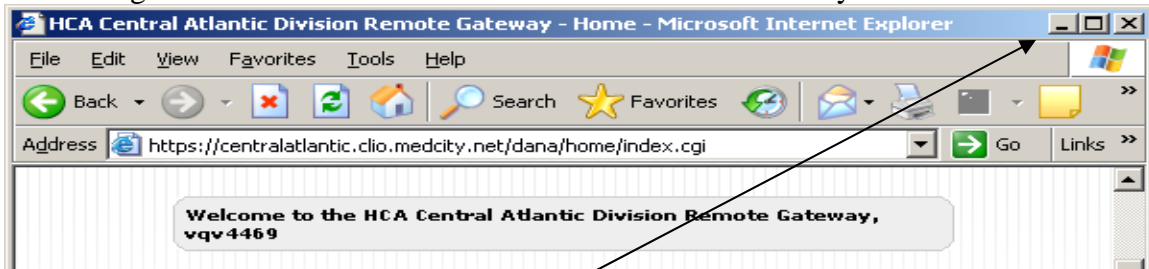 HCA Central Atlantic Division Remote Gateway - Home - Microsoft Internet Explorer
File Edit View Favorites Tools Help
Back Search Favorites »
Address https://centralatlantic.clio.medcity.net/dana/home/index.cgi Go Links »
Welcome to the HCA Central Atlantic Division Remote Gateway,
vqv4469